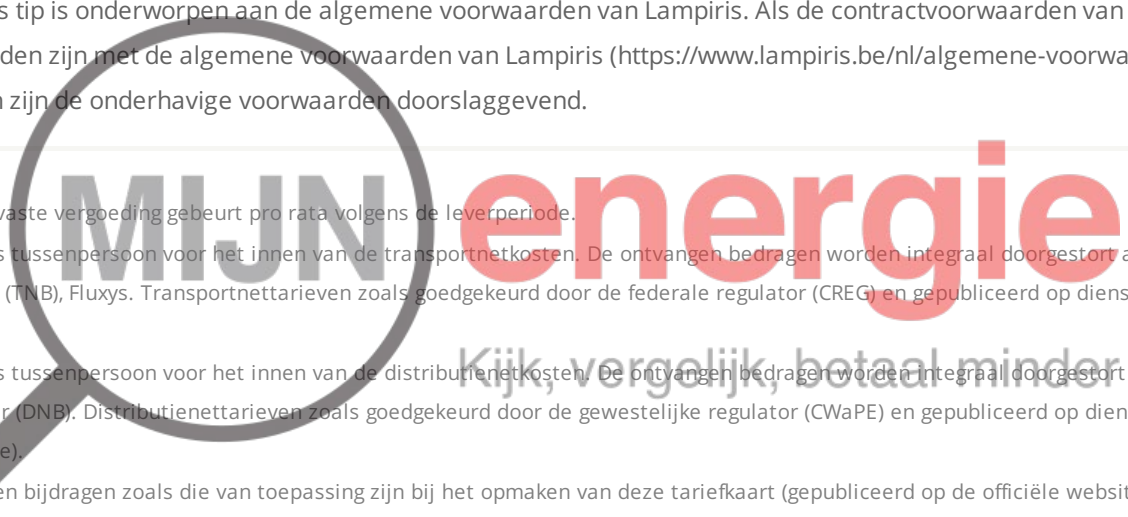 s tip is onderworpen aan de algemene voorwaarden van Lampiris. Als de contractvoorwaarden van
den zijn met de algemene voorwaarden van Lampiris (https://www.lampiris.be/nl/algemene-voorwa
n zijn de onderhavige voorwaarden doorslaggevend.
MIJN energie
vaste vergoeding gebeurt pro rata volgens de leverperiode.
s tussenpersoon voor het innen van de transportnetkosten. De ontvangen bedragen worden integraal doorgestort a
(TNB), Fluxys. Transportnettarieven zoals goedgekeurd door de federale regulator (CREG) en gepubliceerd op diens
Kijk, vergelijk, betaal minder
s tussenpersoon voor het innen van de distributienetkosten. De ontvangen bedragen worden integraal doorgestort
r (DNB). Distributienettarieven zoals goedgekeurd door de gewestelijke regulator (CWaPE) en gepubliceerd op dien
e).
en bijdragen zoals die van toepassing zijn bij het opmaken van deze tariefkaart (gepubliceerd op de officiële websit